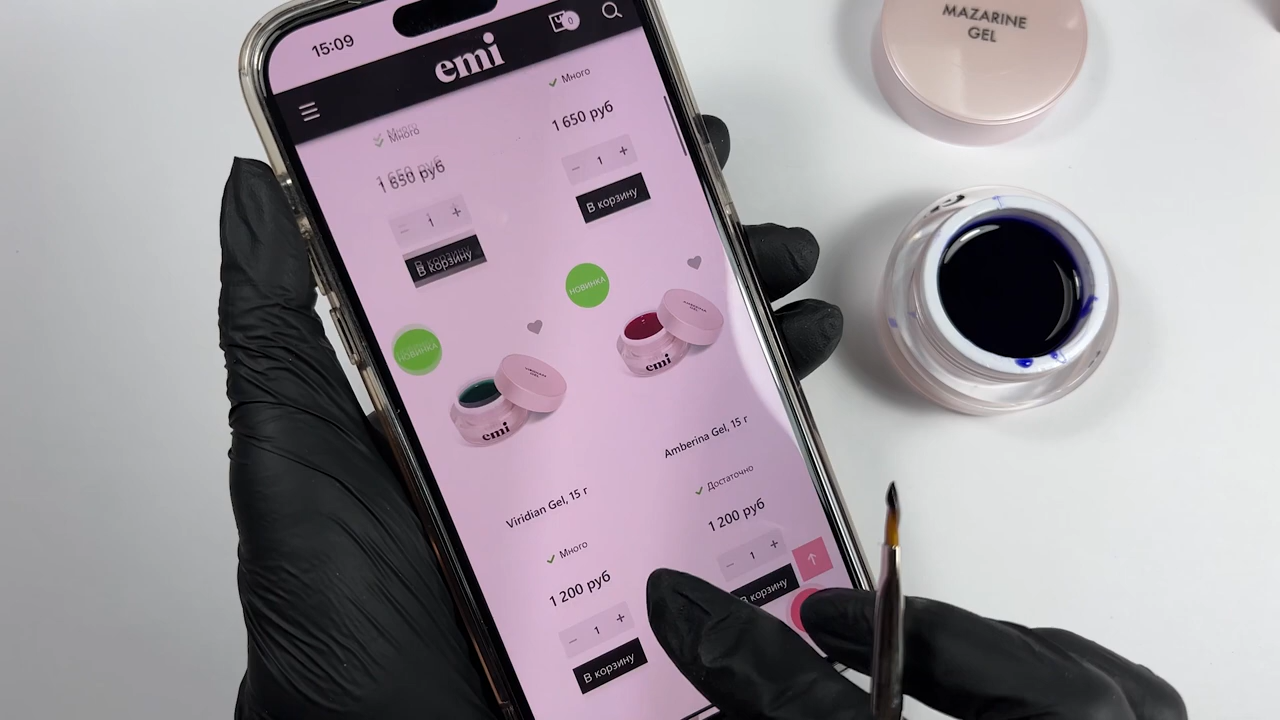 15:09
emi
0
Много
1 650 руб
1
В корзину
Много
1 650 руб
1
В корзину
НОВИНКА
emi
Viridian Gel, 15 г
Много
1 200 руб
1
В корзину
НОВИНКА
emi
Amberina Gel, 15 г
Достаточно
1 200 руб
1
В корзину
MAZARINE
GEL